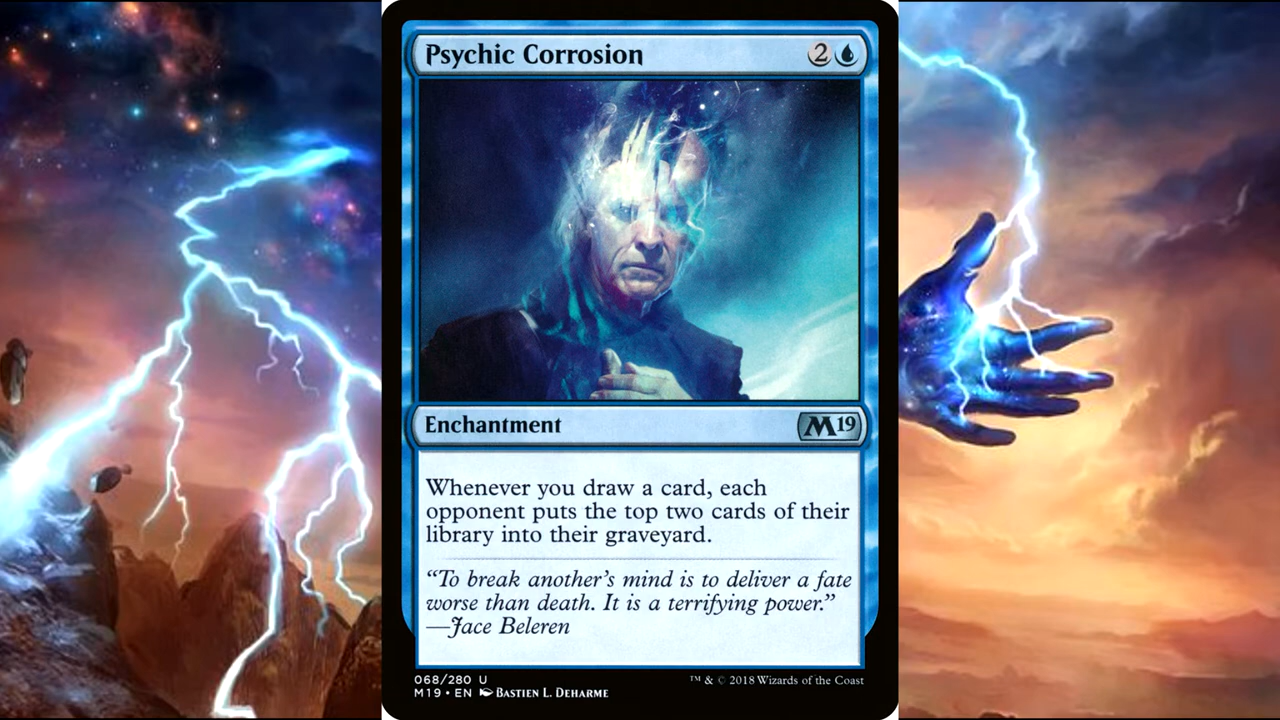 Psychic Corrosion 2
Enchantment M19
Whenever you draw a card, each
opponent puts the top two cards of their
library into their graveyard.
“To break another’s mind is to deliver a fate
worse than death. It is a terrifying power.”
—Jace Beleren
068/280 U
M19 • EN Bastien L. Deharme
™ & © 2018 Wizards of the Coast